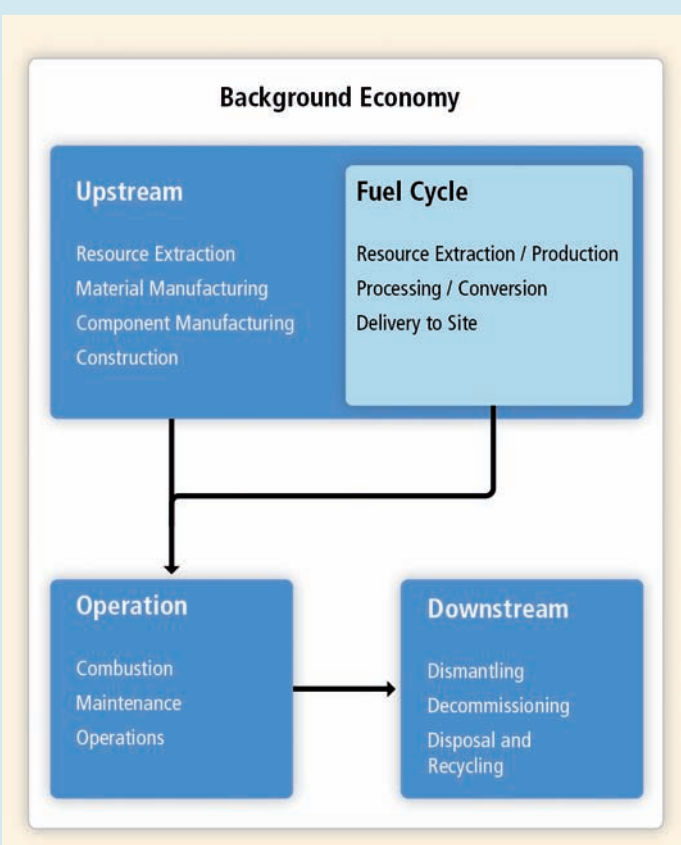 Background Economy
Upstream
Resource Extraction
Material Manufacturing
Component Manufacturing
Construction
Fuel Cycle
Resource Extraction / Production
Processing / Conversion
Delivery to Site
Operation
Combustion
Maintenance
Operations
Downstream
Dismantling
Decommissioning
Disposal and
Recycling